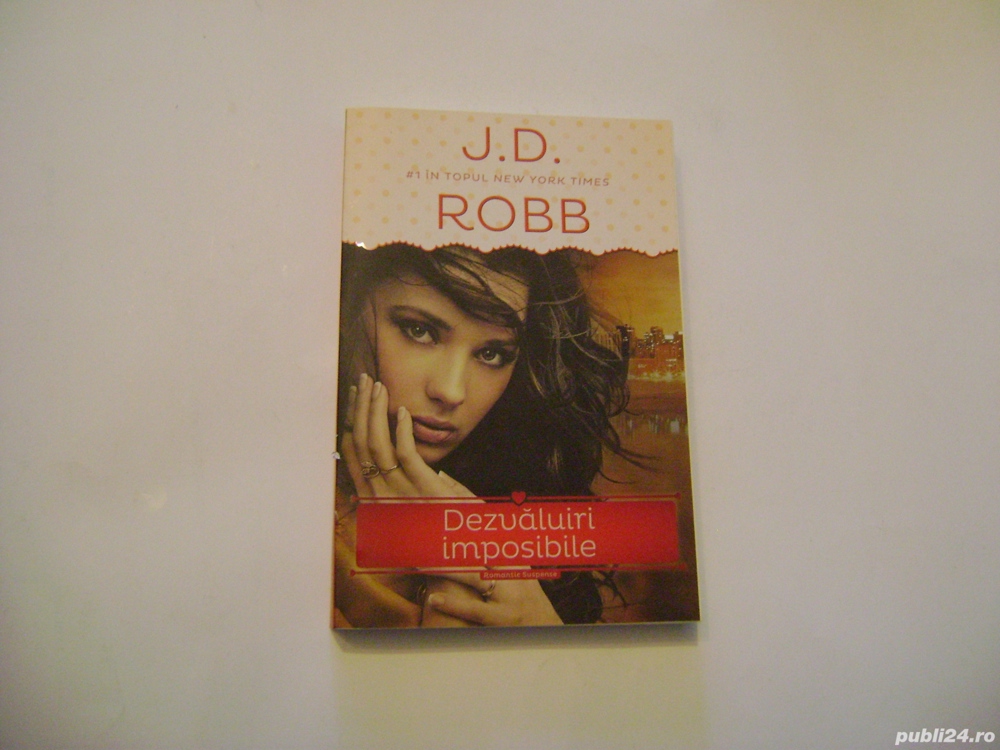 J.D.
#1 ÎN TOPUL NEW YORK TIMES
ROBB
Dezvăluiri
imposibile
Romantic Suspense
publi24.ro